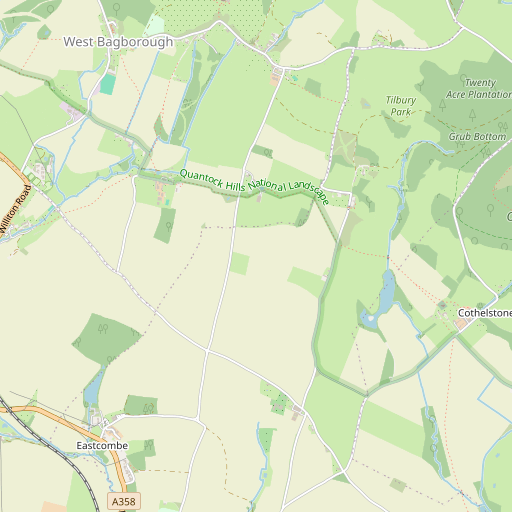 West Bagborough
Twenty
Acre Plantation
Tilbury
Park
Grub Bottom
Quantock Hills National Landscape
Williton Road
Cothelstone
Eastcombe
A358